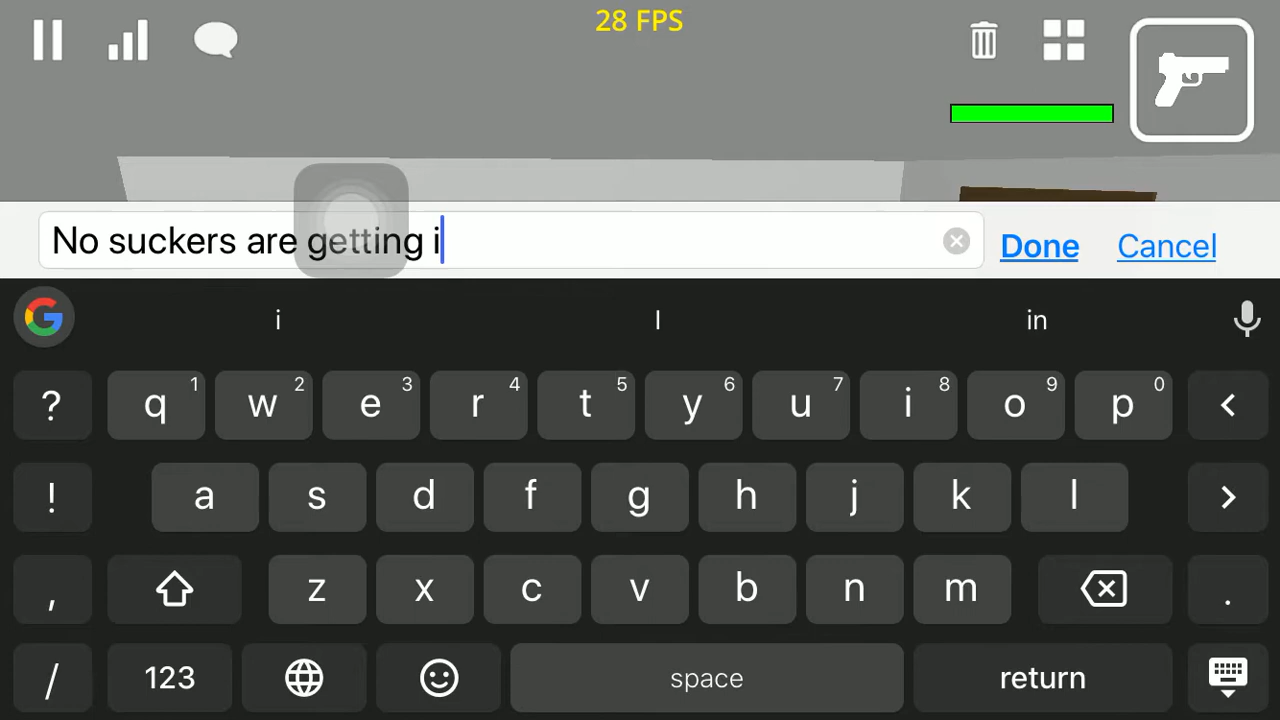 28 FPS
No suckers are getting i
Done Cancel
i I in
? q 1 w 2 e 3 r 4 t 5 y 6 u 7 i 8 o 9 p 0 <
! a s d f g h j k l >
, z x c v b n m .
/ 123 space return